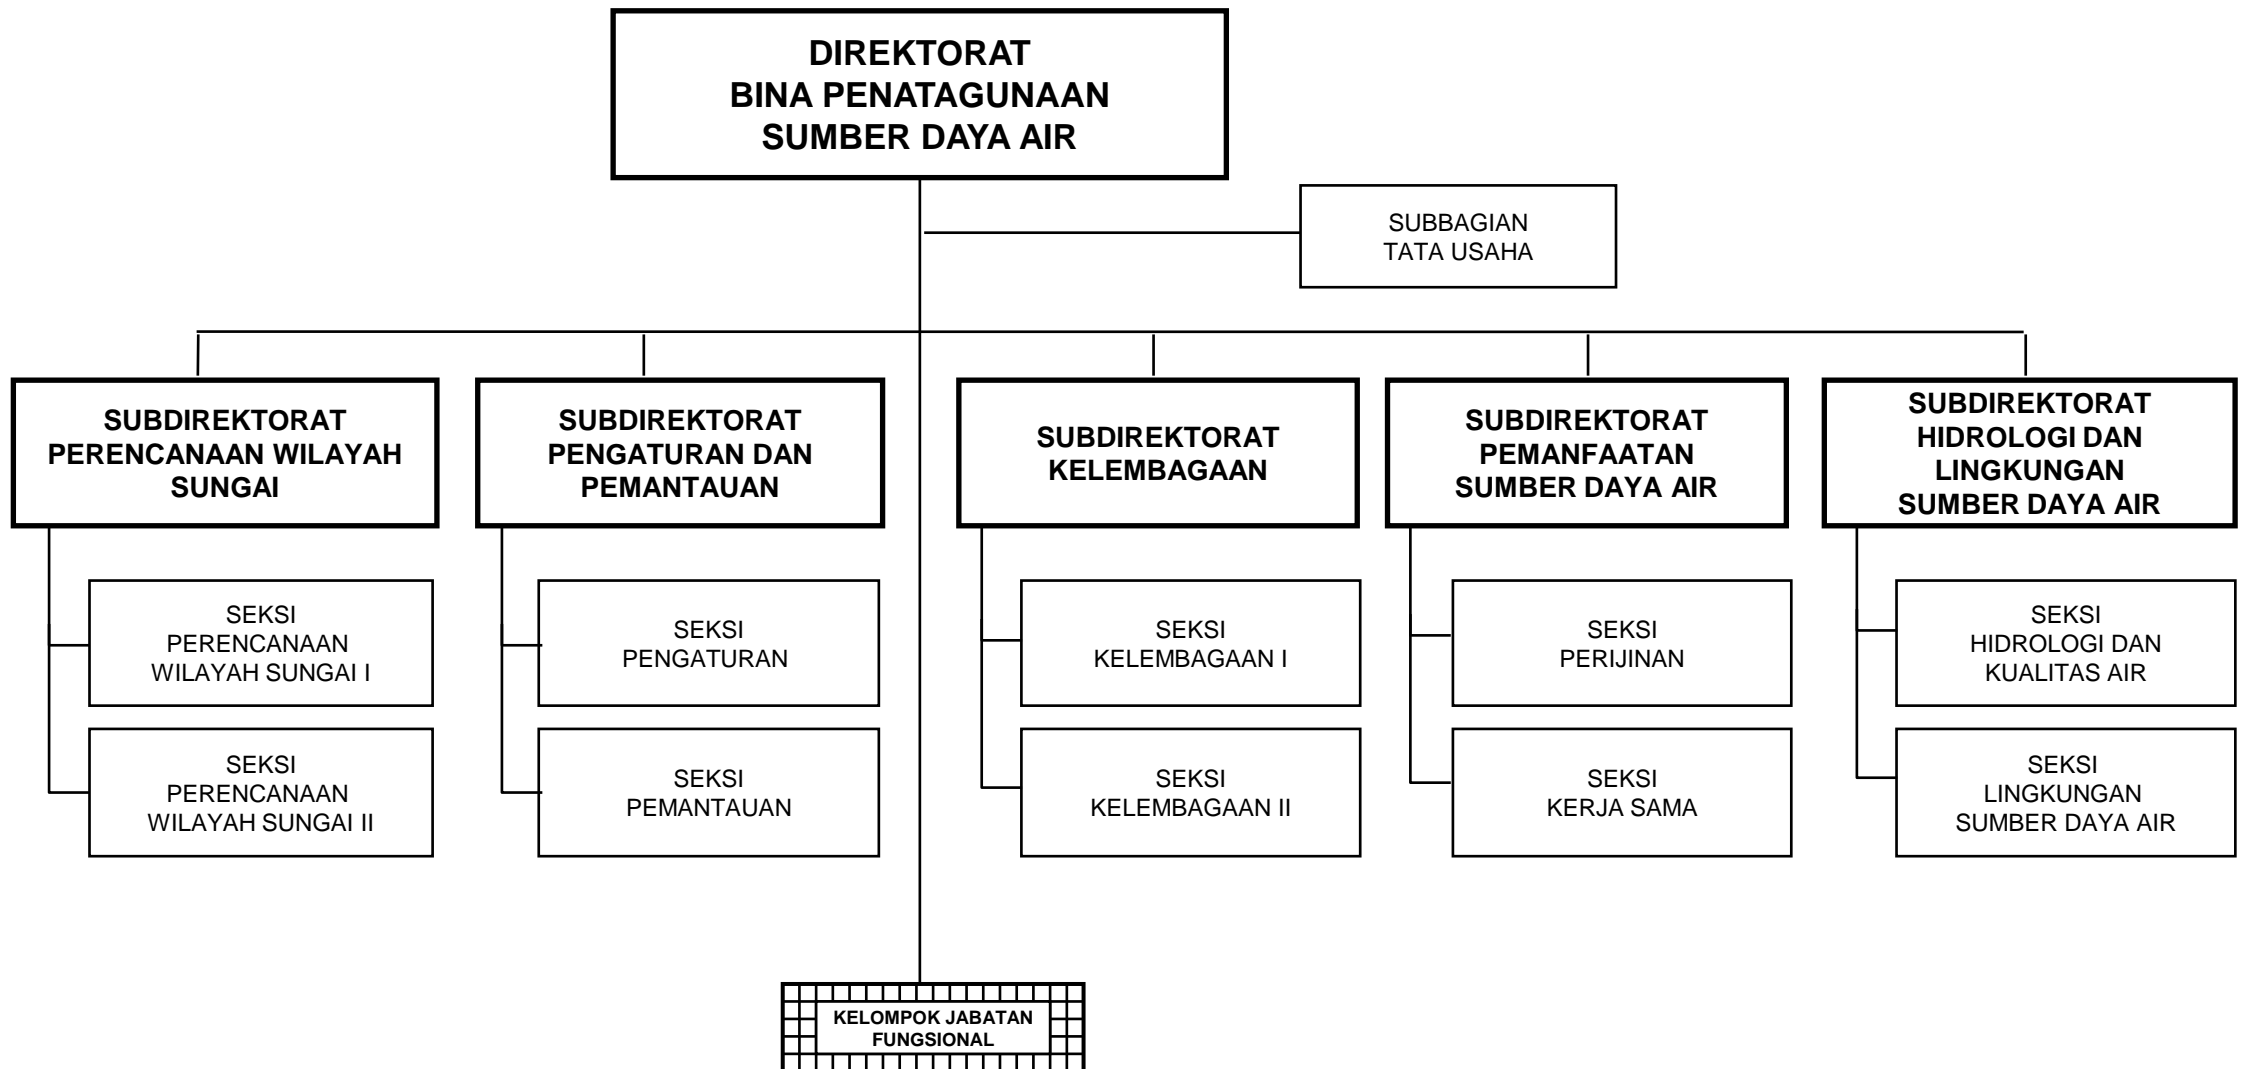 DIREKTORAT
BINA PENATAGUNAAN
SUMBER DAYA AIR
SUBBAGIAN
TATA USAHA
SUBDIREKTORAT
PERENCANAAN WILAYAH
SUNGAI
SUBDIREKTORAT
PENGATURAN DAN
PEMANTAUAN
SUBDIREKTORAT
KELEMBAGAAN
SUBDIREKTORAT
PEMANFAATAN
SUMBER DAYA AIR
SUBDIREKTORAT
HIDROLOGI DAN
LINGKUNGAN
SUMBER DAYA AIR
SEKSI
PERENCANAAN
WILAYAH SUNGAI I
SEKSI
PENGATURAN
SEKSI
KELEMBAGAAN I
SEKSI
PERIJINAN
SEKSI
HIDROLOGI DAN
KUALITAS AIR
SEKSI
PERENCANAAN
WILAYAH SUNGAI II
SEKSI
PEMANTAUAN
SEKSI
KELEMBAGAAN II
SEKSI
KERJA SAMA
SEKSI
LINGKUNGAN
SUMBER DAYA AIR
KELOMPOK JABATAN
FUNGSIONAL